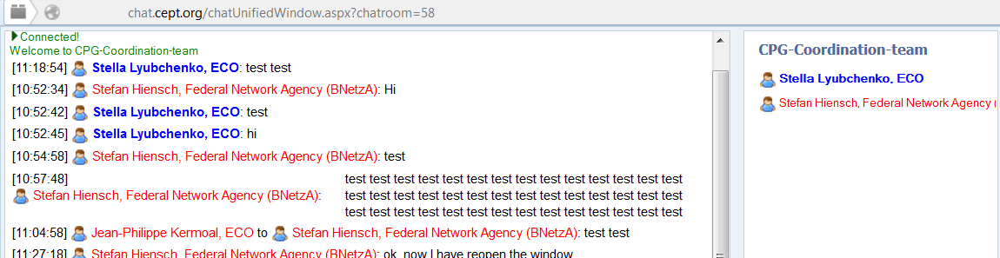 chat.cept.org/chatUnifiedWindow.aspx?chatroom=58
Connected!
Welcome to CPG-Coordination-team
[11:18:54] Stella Lyubchenko, ECO: test test
[10:52:34] Stefan Hiensch, Federal Network Agency (BNetzA): Hi
[10:52:42] Stella Lyubchenko, ECO: test
[10:52:45] Stella Lyubchenko, ECO: hi
[10:54:58] Stefan Hiensch, Federal Network Agency (BNetzA): test
[10:57:48]
Stefan Hiensch, Federal Network Agency (BNetzA):
test test test test test test test test test test test test test test
test test test test test test test test test test test test test test
test test test test test test test test test test test test test test
[11:04:58] Jean-Philippe Kermoal, ECO to Stefan Hiensch, Federal Network Agency (BNetzA): test test
[11:27:18] Stefan Hiensch, Federal Network Agency (BNetzA): ok, now I have reopen the window
CPG-Coordination-team
Stella Lyubchenko, ECO
Stefan Hiensch, Federal Network Agency (